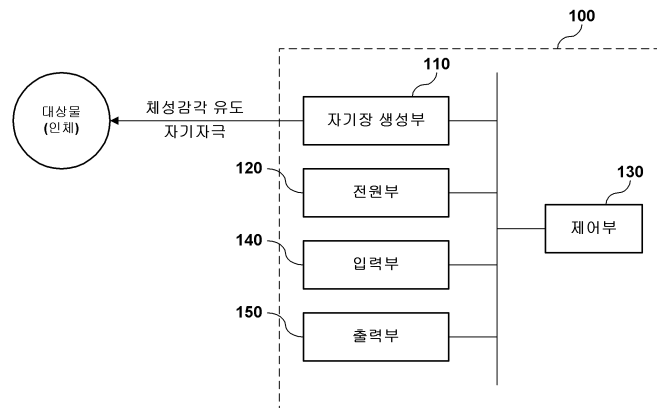 100
110
대상물
(인체)
체성감각 유도
자기자극
자기장 생성부
120
전원부
130
제어부
140
입력부
150
출력부